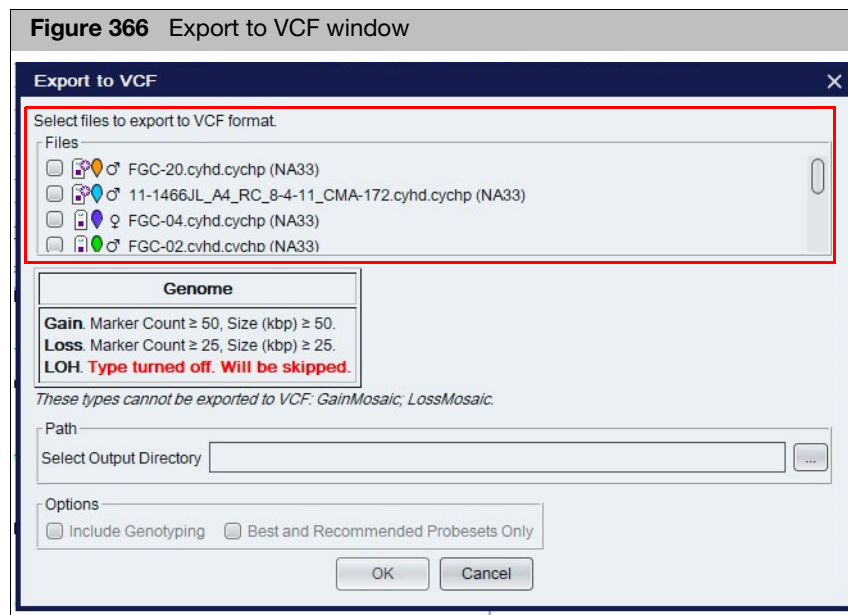 Figure 366 Export to VCF window
Export to VCF
Select files to export to VCF format.
Files
♂ FGC-20.cyhd.cychp (NA33)
♂ 11-1466JL_A4_RC_8-4-11_CMA-172.cyhd.cychp (NA33)
♀ FGC-04.cyhd.cychp (NA33)
♂ FGC-02.cyhd.cychp (NA33)
Genome
Gain. Marker Count ≥ 50, Size (kbp) ≥ 50.
Loss. Marker Count ≥ 25, Size (kbp) ≥ 25.
LOH. Type turned off. Will be skipped.
These types cannot be exported to VCF: GainMosaic; LossMosaic.
Path
Select Output Directory ...
Options
Include Genotyping Best and Recommended Probesets Only
OK Cancel